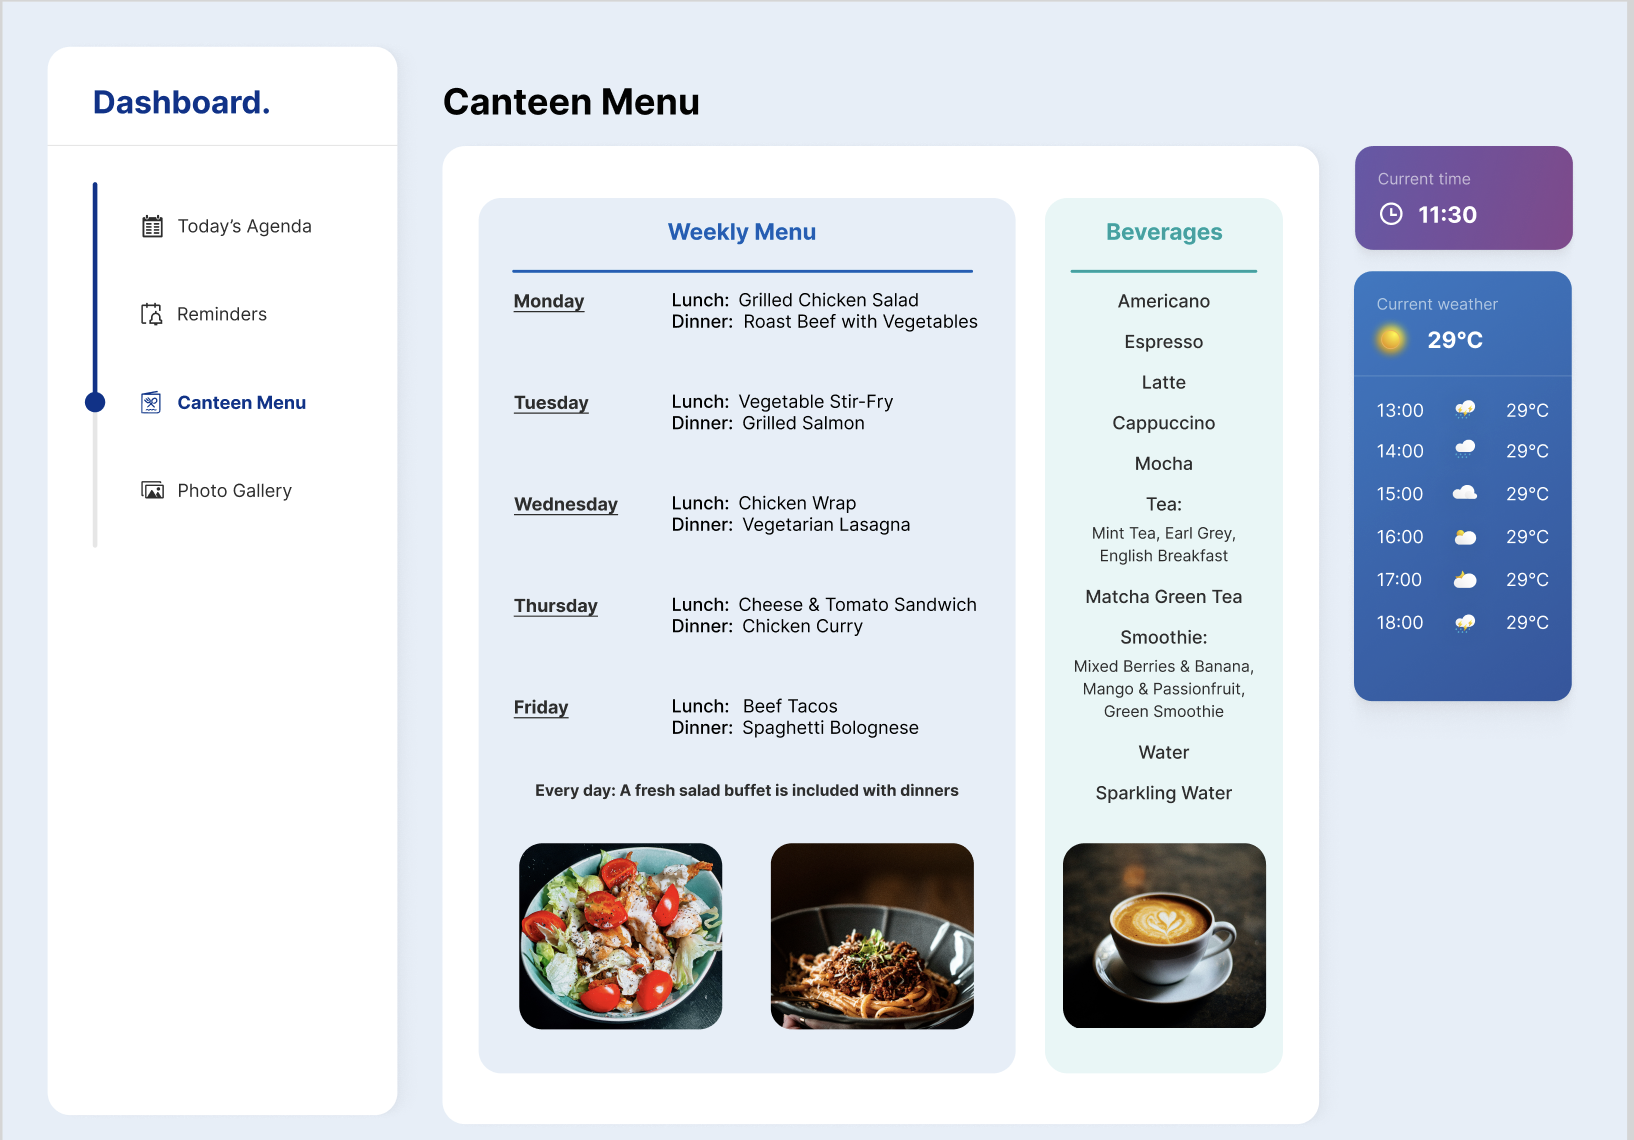 Dashboard.
Today’s Agenda
Reminders
Canteen Menu
Photo Gallery
Canteen Menu
Weekly Menu
Monday
Lunch: Grilled Chicken Salad
Dinner: Roast Beef with Vegetables
Tuesday
Lunch: Vegetable Stir-Fry
Dinner: Grilled Salmon
Wednesday
Lunch: Chicken Wrap
Dinner: Vegetarian Lasagna
Thursday
Lunch: Cheese & Tomato Sandwich
Dinner: Chicken Curry
Friday
Lunch: Beef Tacos
Dinner: Spaghetti Bolognese
Every day: A fresh salad buffet is included with dinners
Beverages
Americano
Espresso
Latte
Cappuccino
Mocha
Tea:
Mint Tea, Earl Grey,
English Breakfast
Matcha Green Tea
Smoothie:
Mixed Berries & Banana,
Mango & Passionfruit,
Green Smoothie
Water
Sparkling Water
Current time
11:30
Current weather
29°C
13:00 29°C
14:00 29°C
15:00 29°C
16:00 29°C
17:00 29°C
18:00 29°C